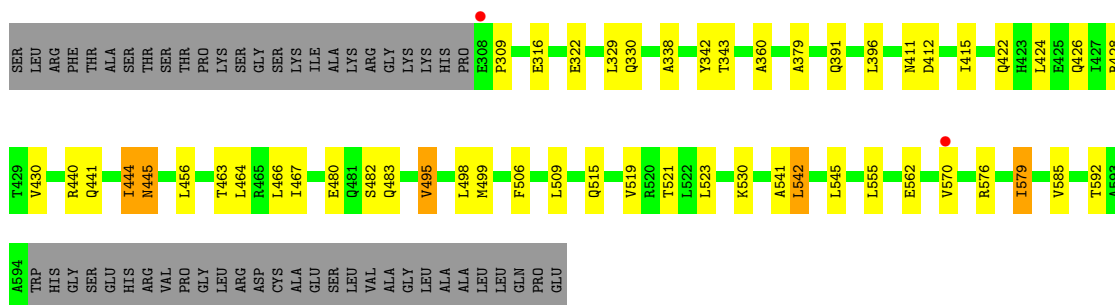 SER LEU ARG PHE THR ALA SER SER THR PRO LYS SER GLY SER LYS ILE ALA LYS ARG GLY LYS LYS HIS PRO E308 P309 E316 E322 L329 Q330 A338 Y342 T343 A360 A379 Q391 L396 N411 D412 I415 Q422 H423 L424 E425 Q426 I427 R428
T429 V430 R440 Q441 I444 N445 L456 T463 L464 R465 L466 I467 E480 Q481 S482 Q483 V495 L498 M499 F506 L509 Q515 V519 R520 T521 L522 L523 K530 A541 L542 L545 L555 E562 V570 R576 I579 V585 T592 A593
A594 TRP HIS GLY SER GLU HIS ARG VAL PRO GLY LEU ARG ASP CYS ALA GLU SER LEU VAL ALA GLY LEU ALA ALA LEU LEU GLN PRO GLU